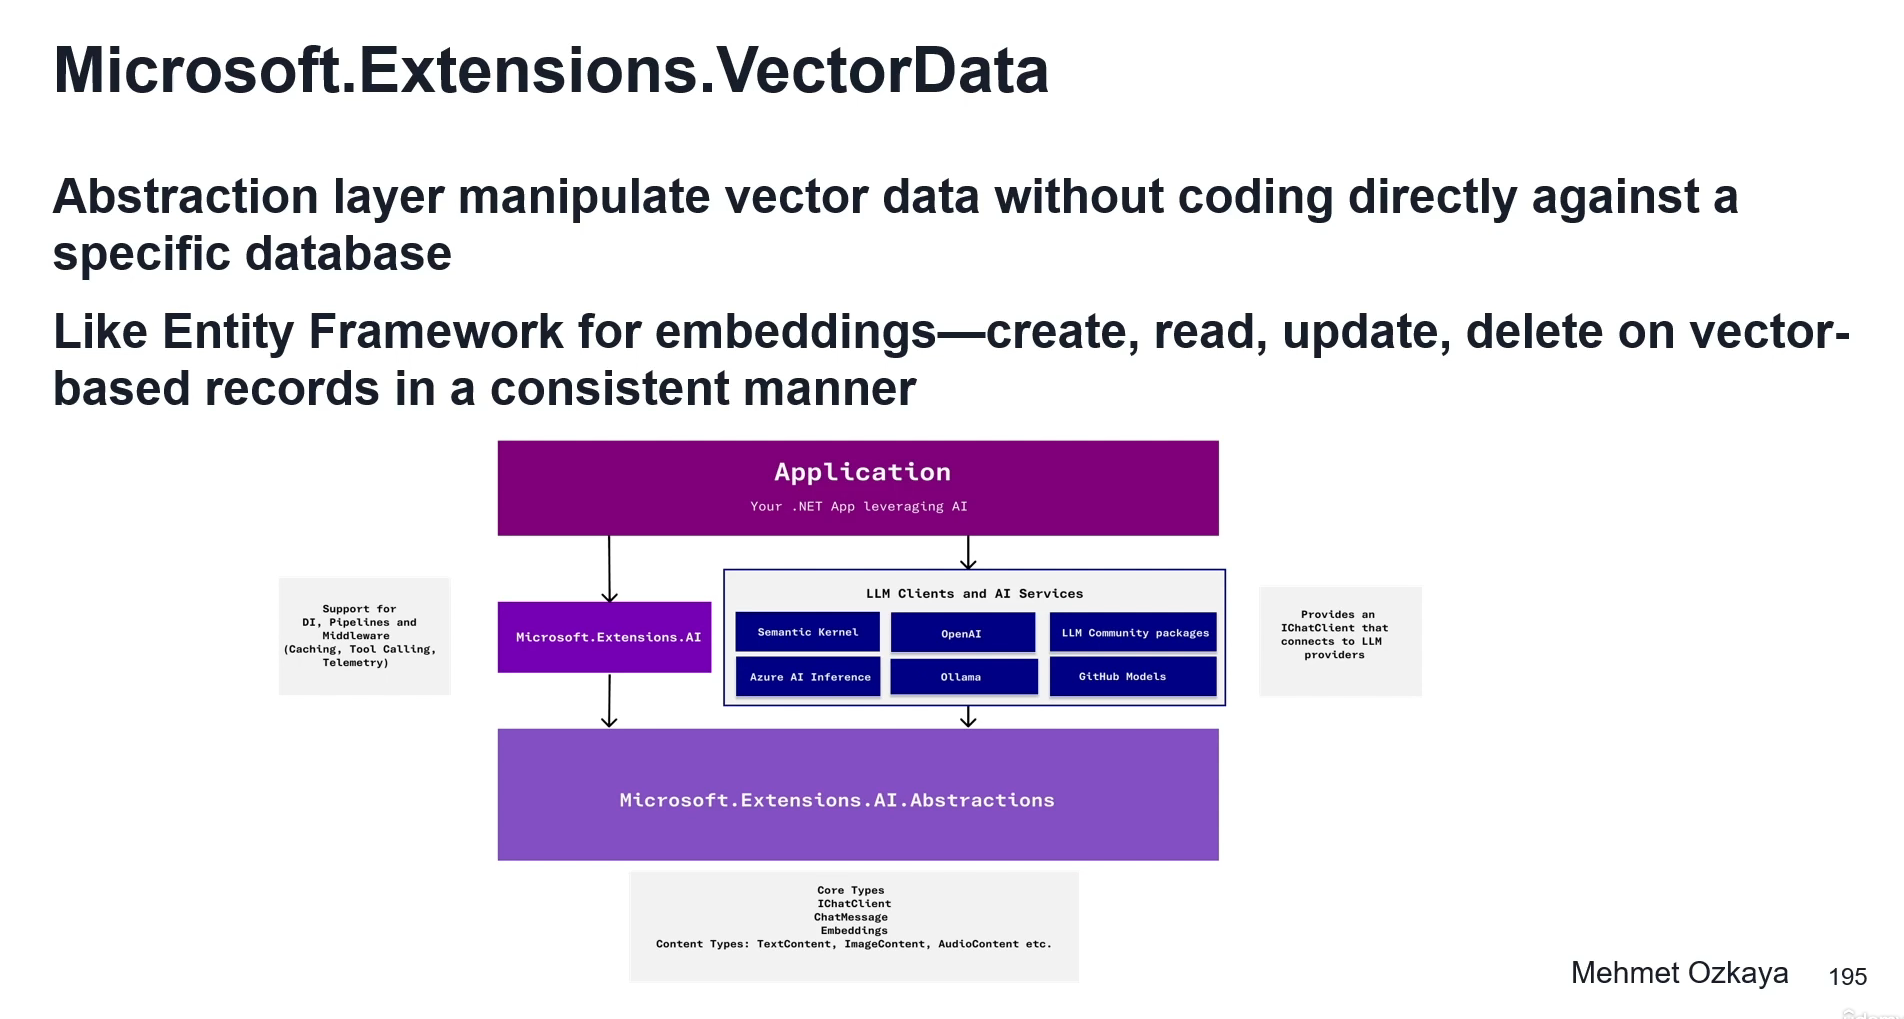 Microsoft.Extensions.VectorData
Abstraction layer manipulate vector data without coding directly against a
specific database
Like Entity Framework for embeddings—create, read, update, delete on vector-
based records in a consistent manner
Application
Your .NET App leveraging AI
Support for
DI, Pipelines and
Middleware
(Caching, Tool Calling,
Telemetry)
Microsoft.Extensions.AI
LLM Clients and AI Services
Semantic Kernel
OpenAI
LLM Community packages
Azure AI Inference
Ollama
GitHub Models
Provides an
IChatClient that
connects to LLM
providers
Microsoft.Extensions.AI.Abstractions
Core Types
IChatClient
ChatMessage
Embeddings
Content Types: TextContent, ImageContent, AudioContent etc.
Mehmet Ozkaya
195